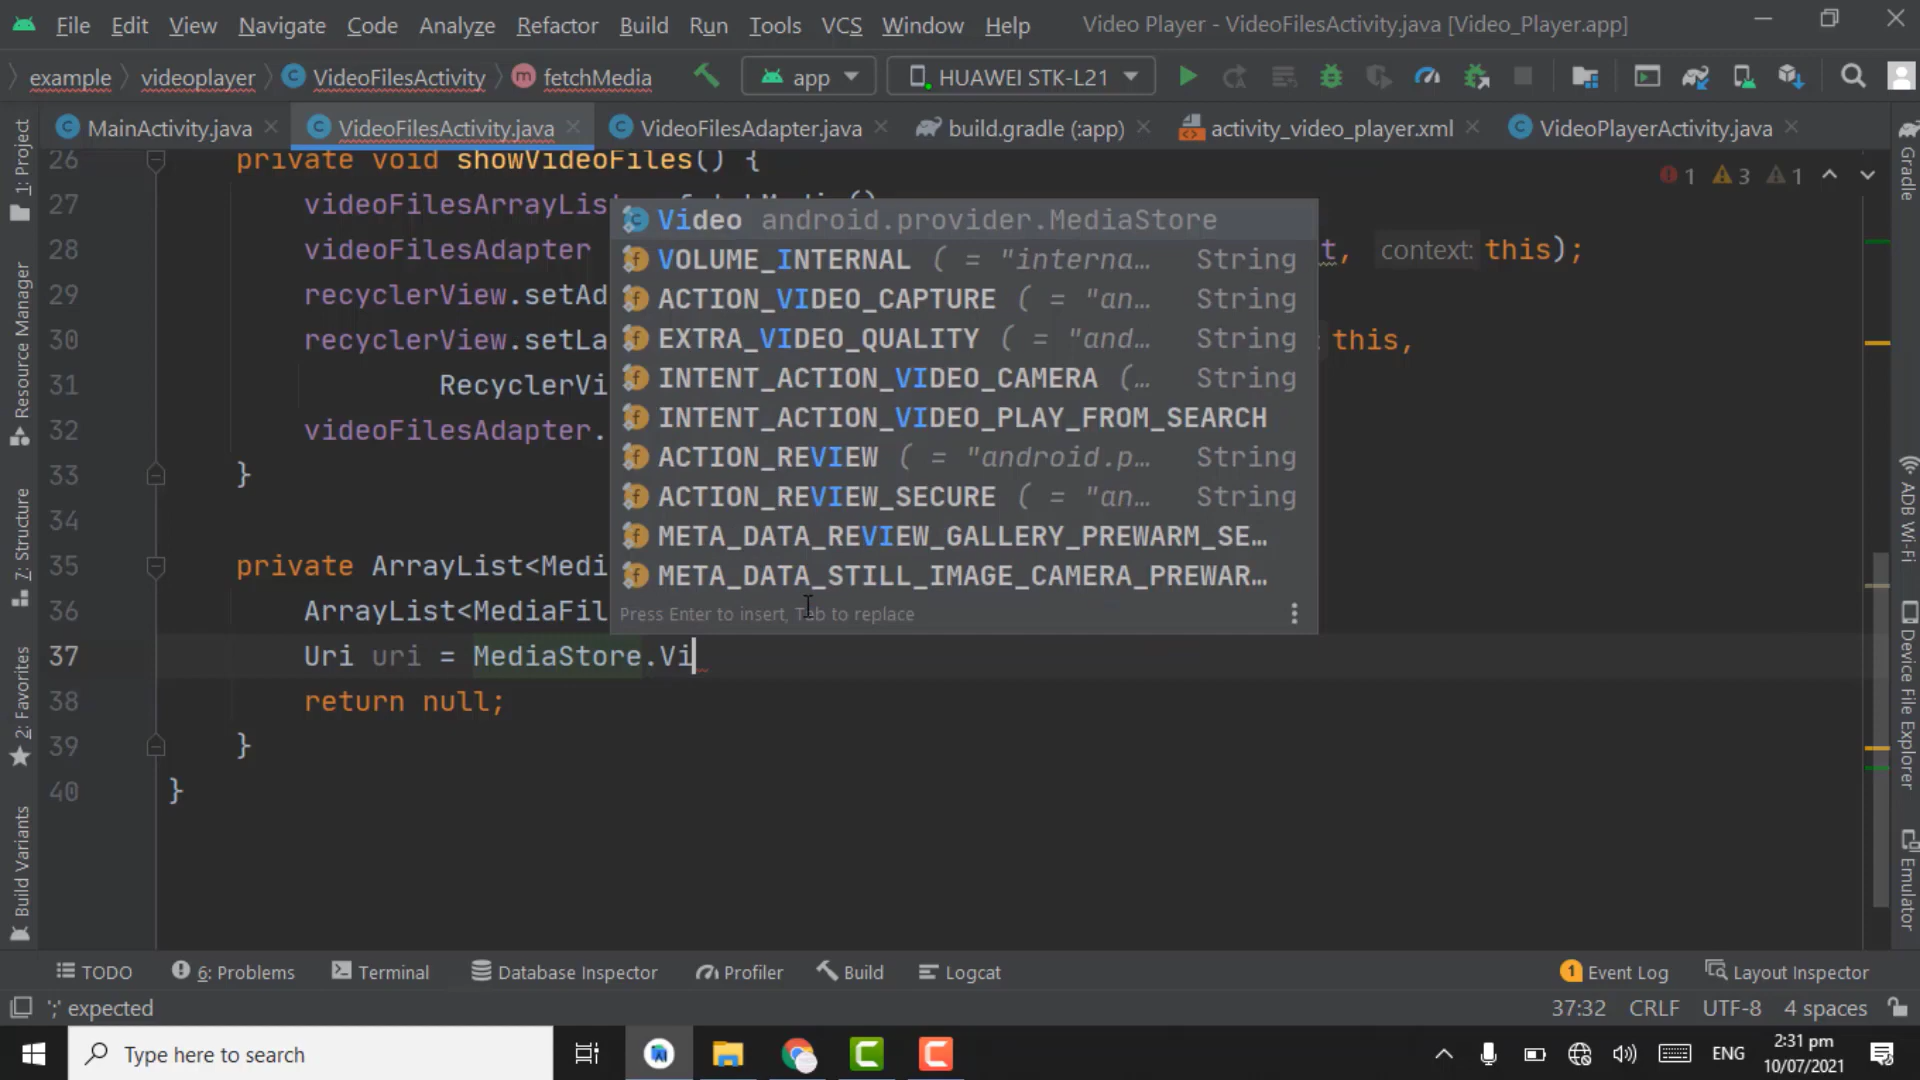 File Edit View Navigate Code Analyze Refactor Build Run Tools VCS Window Help Video Player - VideoFilesActivity.java [Video_Player.app]
example videoplayer VideoFilesActivity fetchMedia app HUAWEI STK-L21
MainActivity.java VideoFilesActivity.java VideoFilesAdapter.java build.gradle (:app) activity_video_player.xml VideoPlayerActivity.java
26 private void showVideoFiles() {
1 3 1
27 videoFilesArrayList
28 videoFilesAdapter t, context: this);
29 recyclerView.setAd
30 recyclerView.setLa this,
31 RecyclerVi
32 videoFilesAdapter.
33 }
34
35 private ArrayList<Medi
36 ArrayList<MediaFil
37 Uri uri = MediaStore.Vi
38 return null;
39 }
40 }
Video android.provider.MediaStore
VOLUME_INTERNAL ( = "interna… String
ACTION_VIDEO_CAPTURE ( = "an… String
EXTRA_VIDEO_QUALITY ( = "and… String
INTENT_ACTION_VIDEO_CAMERA (… String
INTENT_ACTION_VIDEO_PLAY_FROM_SEARCH
ACTION_REVIEW ( = "android.p… String
ACTION_REVIEW_SECURE ( = "an… String
META_DATA_REVIEW_GALLERY_PREWARM_SE…
META_DATA_STILL_IMAGE_CAMERA_PREWAR…
Press Enter to insert, Tab to replace
1: Project
Resource Manager
7: Structure
2: Favorites
Build Variants
Gradle
ADB Wi-Fi
Device File Explorer
Emulator
TODO 6: Problems Terminal Database Inspector Profiler Build Logcat 1 Event Log Layout Inspector
';' expected 37:32 CRLF UTF-8 4 spaces
Type here to search ENG 2:31 pm
10/07/2021